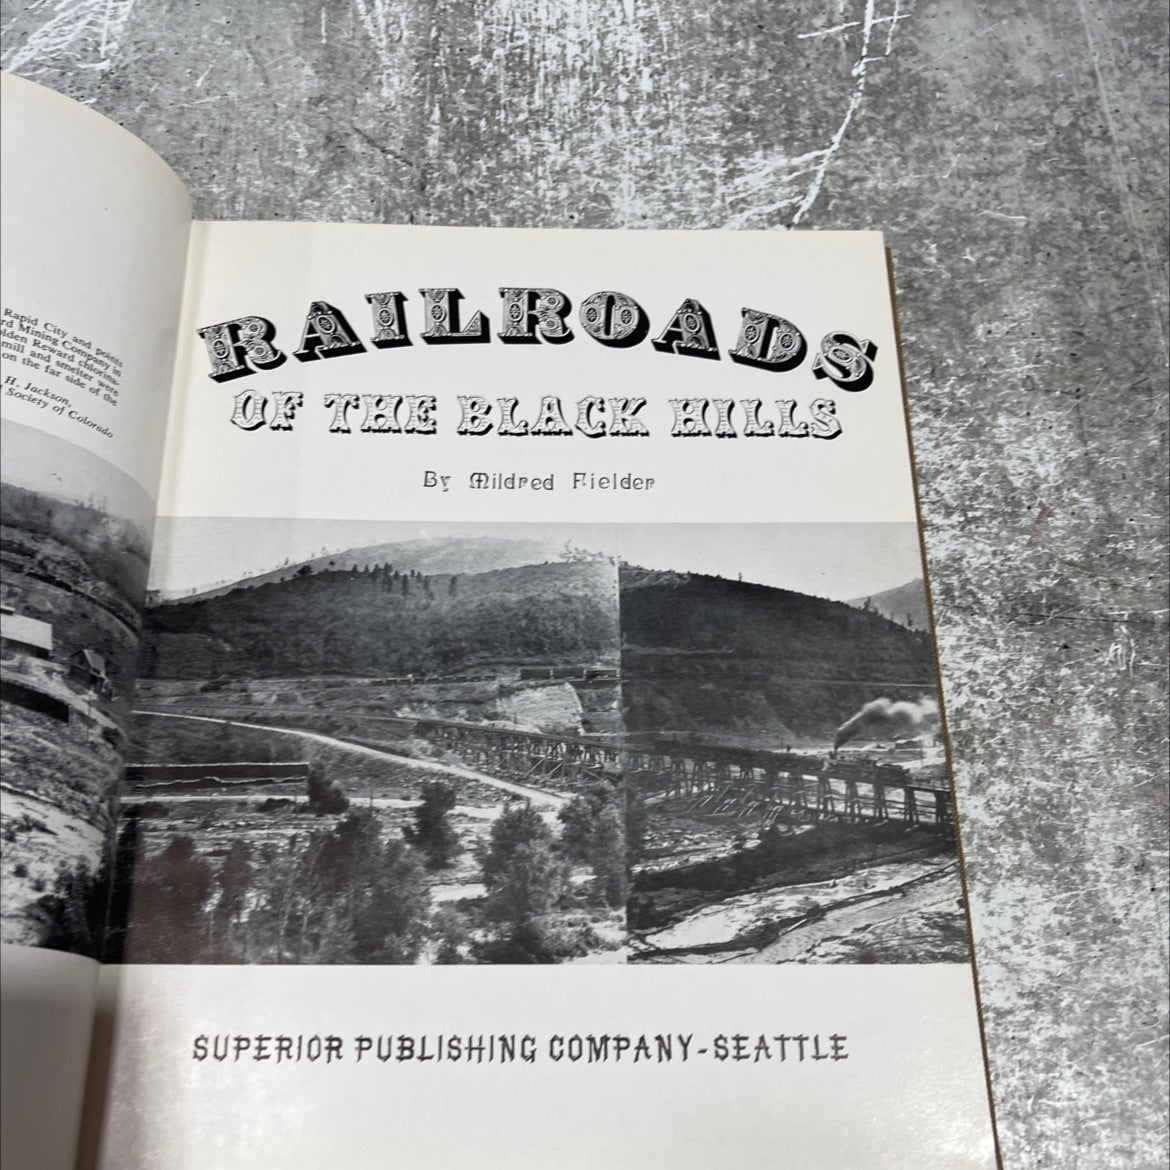 Rapid City and points
rd Mining Company in
lden Reward chlorina-
mill and smelter were
on the far side of the
H. Jackson,
l Society of Colorado
RAILROADS
OF THE BLACK HILLS
By Mildred Fielder
SUPERIOR PUBLISHING COMPANY-SEATTLE